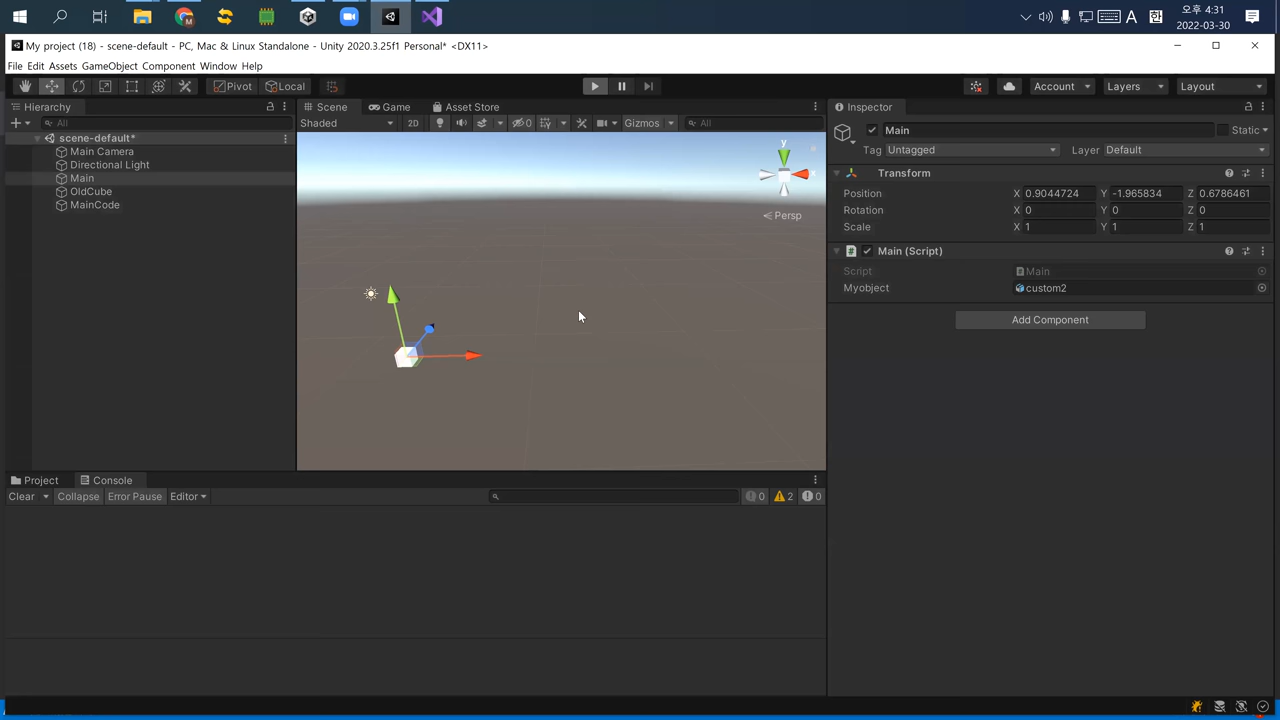 A 한 오후 4:31
2022-03-30
My project (18) - scene-default - PC, Mac & Linux Standalone - Unity 2020.3.25f1 Personal* <DX11>
File Edit Assets GameObject Component Window Help
Pivot Local Account Layers Layout
Hierarchy Scene Game Asset Store Inspector
All Shaded 2D 0 Gizmos All
Main Static
scene-default*
Main Camera
Directional Light
Main
OldCube
MainCode
y
x
Persp
Tag Untagged Layer Default
Transform
Position X 0.9044724 Y -1.965834 Z 0.6786461
Rotation X 0 Y 0 Z 0
Scale X 1 Y 1 Z 1
Main (Script)
Script Main
Myobject custom2
Add Component
Project Console
Clear Collapse Error Pause Editor 0 2 0